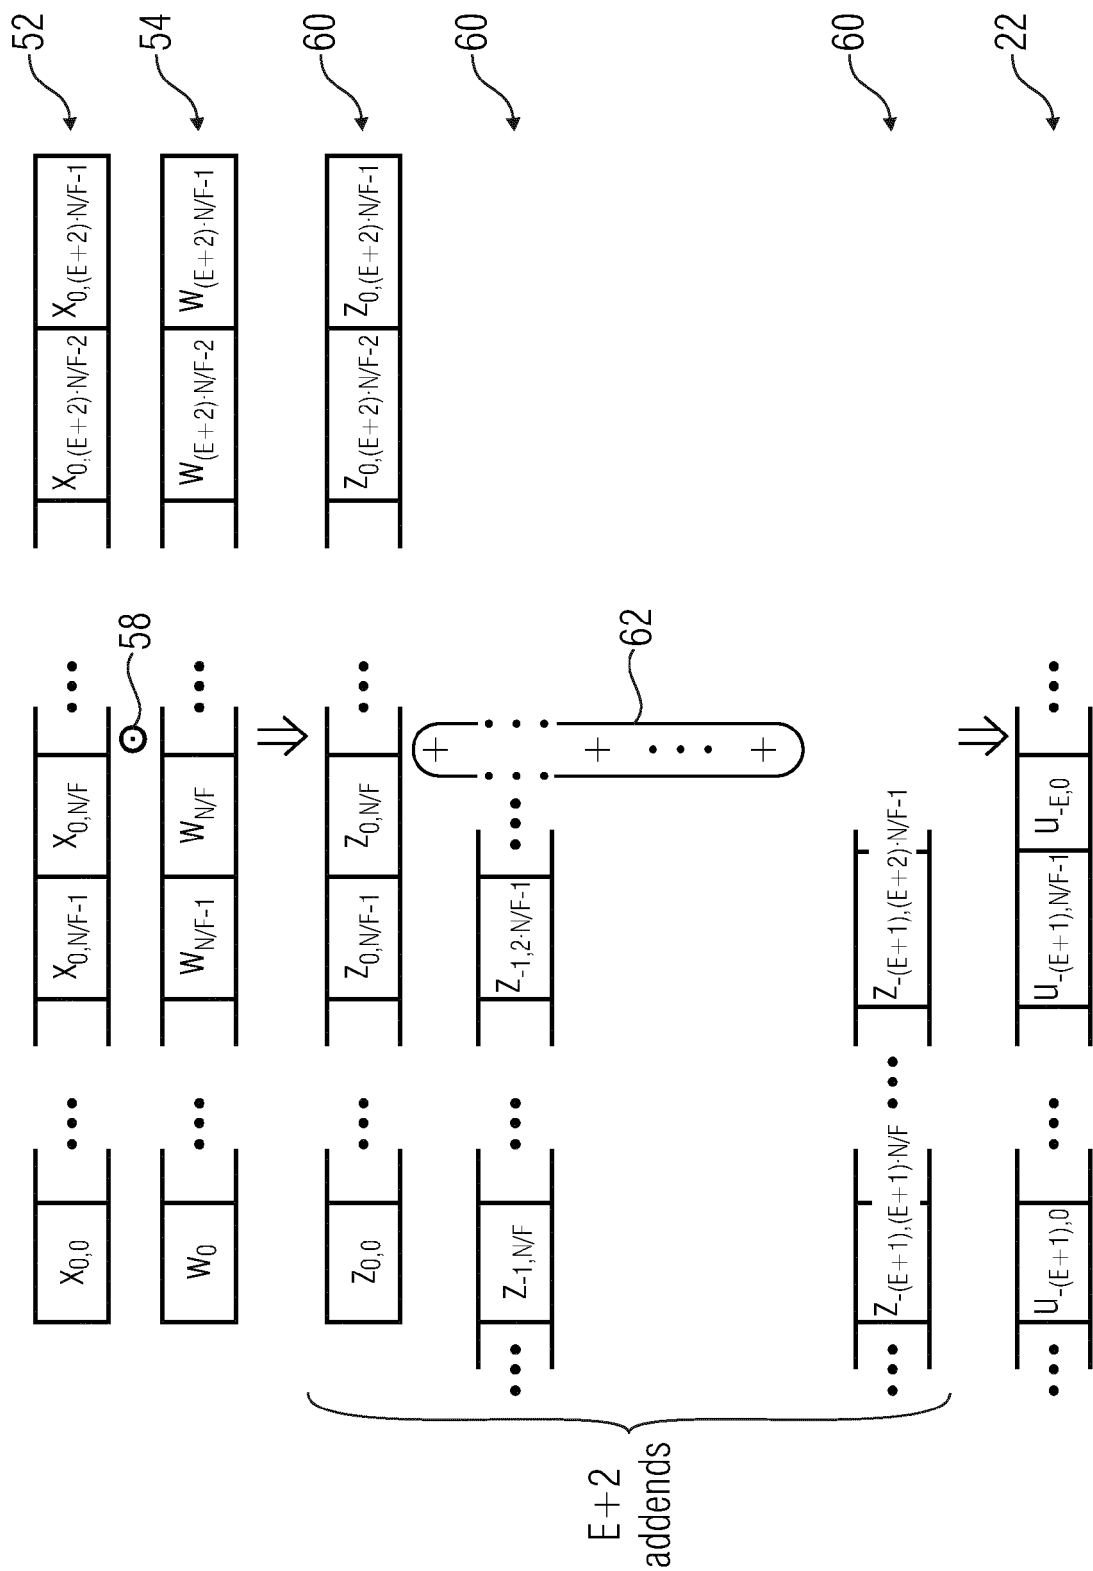 X0,0 ••• X0,N/F-1 X0,N/F ••• X0,(E+2)·N/F-2 X0,(E+2)·N/F-1 52
⊙ 58
W0 ••• WN/F-1 WN/F ••• W(E+2)·N/F-2 W(E+2)·N/F-1 54
⇒
Z0,0 ••• Z0,N/F-1 Z0,N/F ••• Z0,(E+2)·N/F-2 Z0,(E+2)·N/F-1 60
+
••• Z-1,N/F ••• Z-1,2·N/F-1 ••• 60
+ ••• +
62
E+2
addends
••• Z-(E+1),(E+1)·N/F ••• Z-(E+1),(E+2)·N/F-1 60
⇒
••• u-(E+1),0 ••• u-(E+1),N/F-1 u-E,0 ••• 22